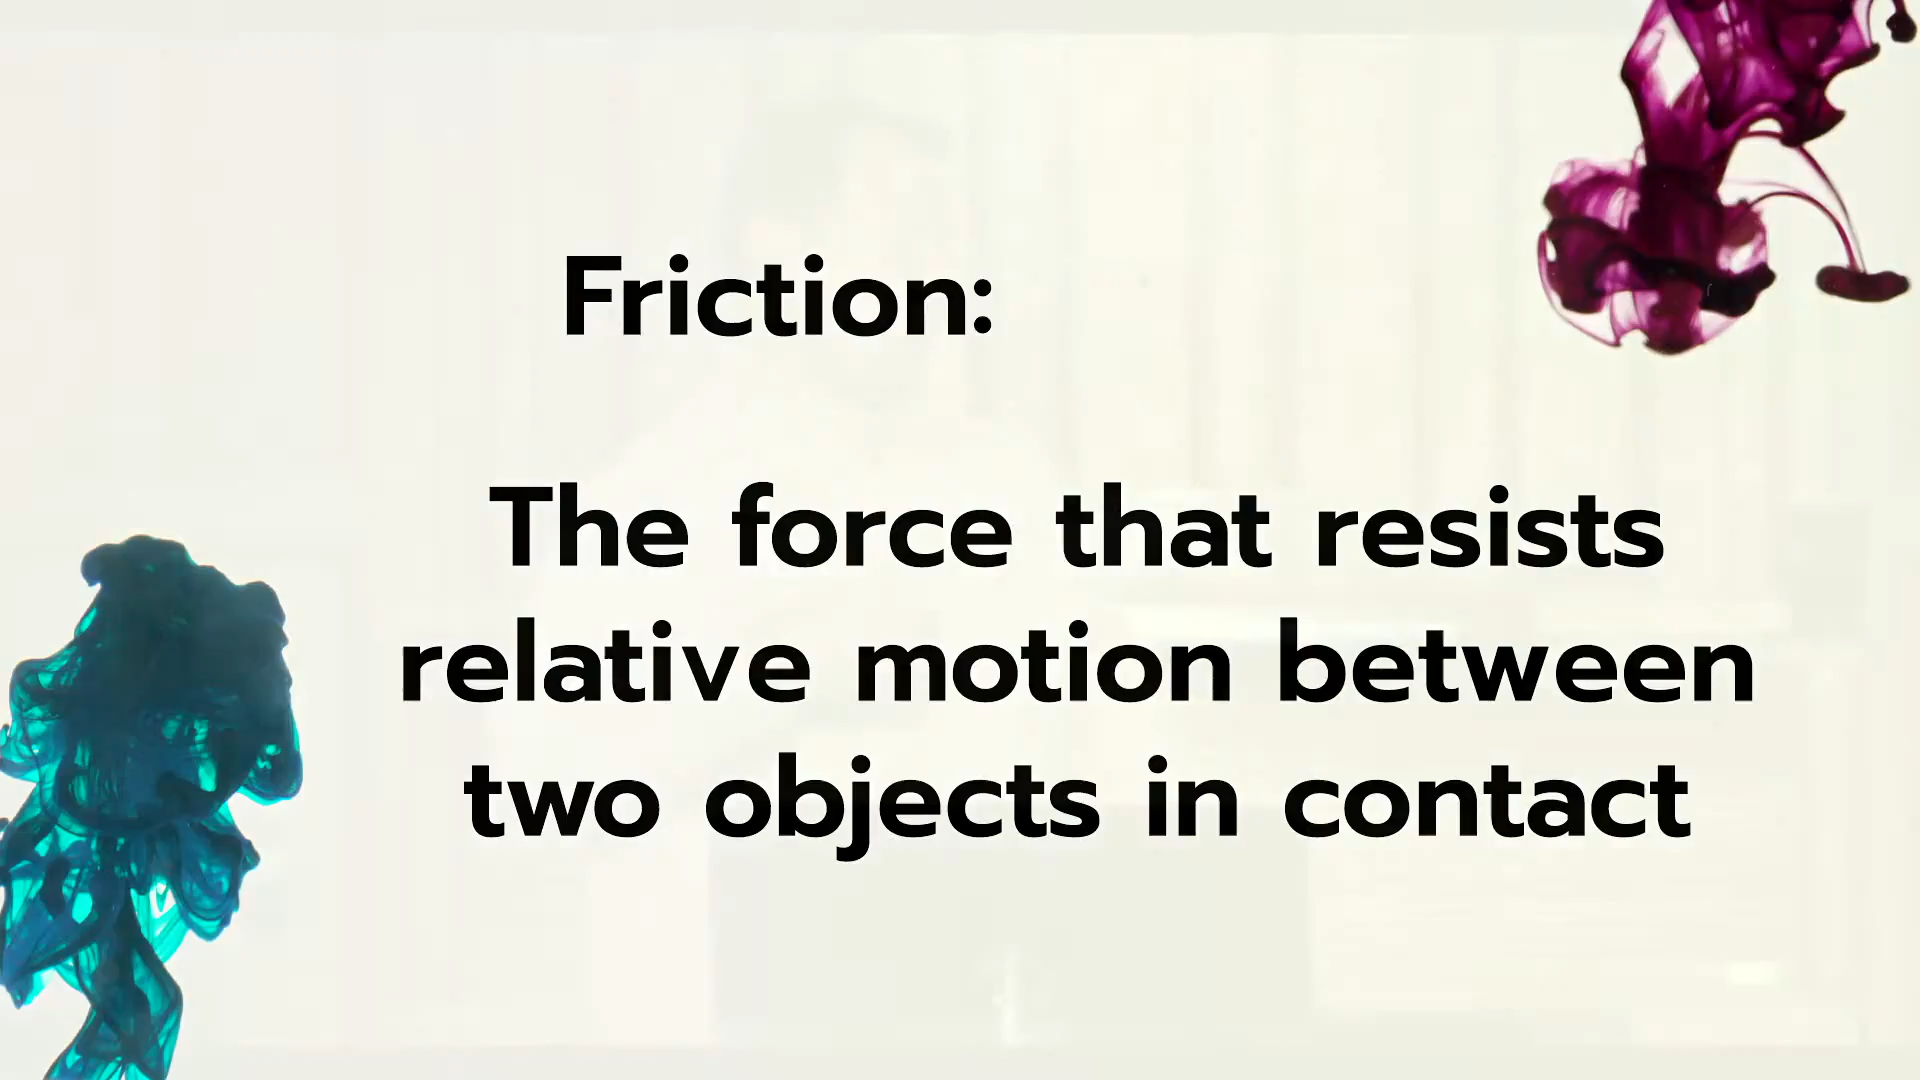 Friction:
The force that resists
relative motion between
two objects in contact